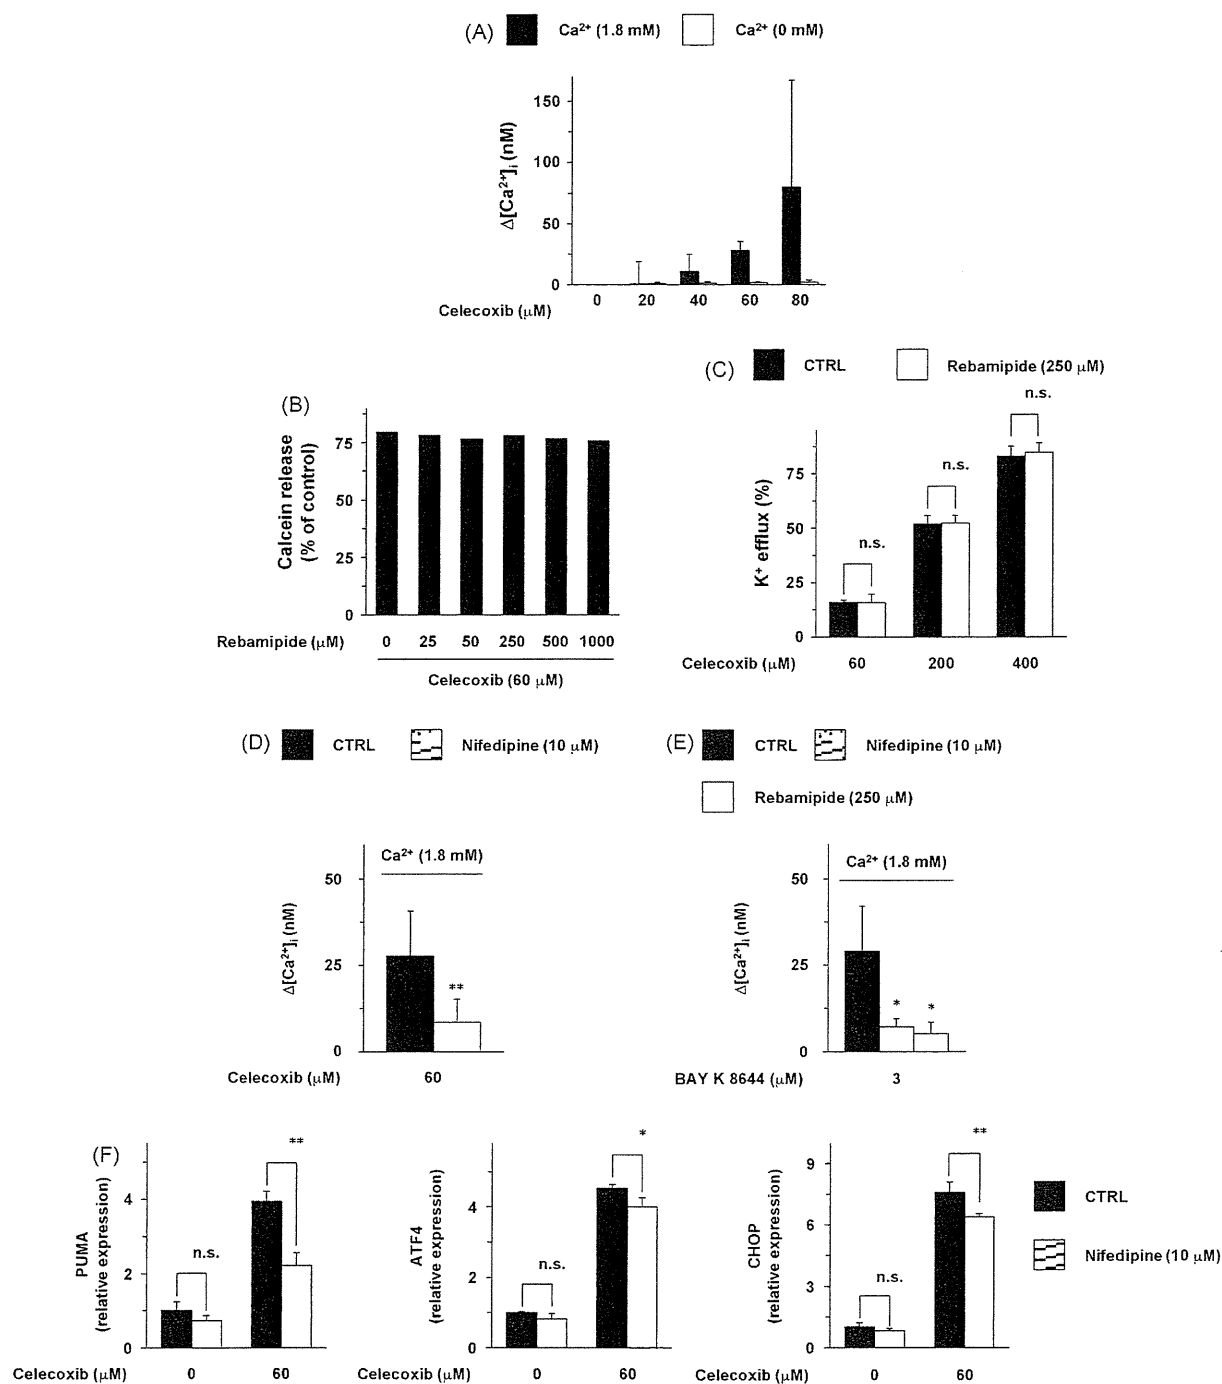 (A) Ca²⁺ (1.8 mM) Ca²⁺ (0 mM)
Δ[Ca²⁺]ᵢ (nM)
150
100
50
0
0 20 40 60 80
Celecoxib (μM)
(B)
Calcein release
(% of control)
75
50
25
0
Rebamipide (μM) 0 25 50 250 500 1000
Celecoxib (60 μM)
(C) CTRL Rebamipide (250 μM)
K⁺ efflux (%)
75
50
25
0
n.s.
n.s.
n.s.
Celecoxib (μM) 60 200 400
(D) CTRL Nifedipine (10 μM)
Ca²⁺ (1.8 mM)
Δ[Ca²⁺]ᵢ (nM)
50
25
0
**
Celecoxib (μM) 60
(E) CTRL Nifedipine (10 μM)
Rebamipide (250 μM)
Ca²⁺ (1.8 mM)
Δ[Ca²⁺]ᵢ (nM)
50
25
0
* *
BAY K 8644 (μM) 3
(F)
PUMA
(relative expression)
4
2
0
n.s.
**
Celecoxib (μM) 0 60
ATF4
(relative expression)
4
2
0
n.s.
*
Celecoxib (μM) 0 60
CHOP
(relative expression)
9
6
3
0
n.s.
**
Celecoxib (μM) 0 60
CTRL
Nifedipine (10 μM)